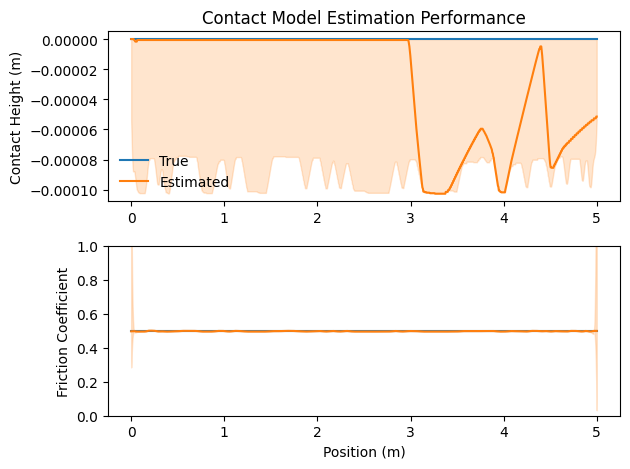 Contact Model Estimation Performance
Contact Height (m)
0.00000
−0.00002
−0.00004
−0.00006
−0.00008
−0.00010
True
Estimated
0 1 2 3 4 5
Friction Coefficient
1.0
0.8
0.6
0.4
0.2
0.0
0 1 2 3 4 5
Position (m)